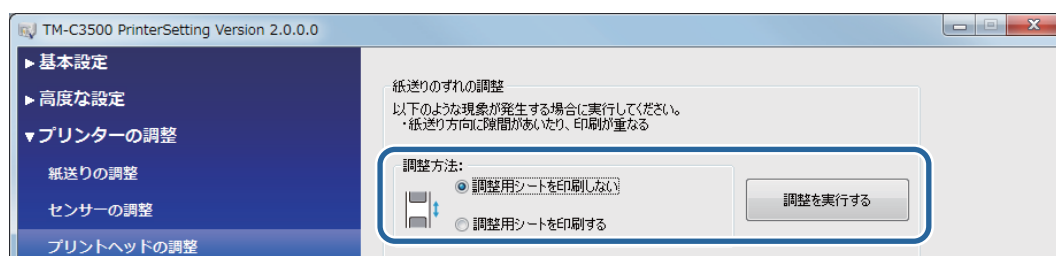 TM-C3500 PrinterSetting Version 2.0.0.0
▶基本設定
▶高度な設定
▼プリンターの調整
紙送りの調整
センサーの調整
プリントヘッドの調整
紙送りのずれの調整
以下のような現象が発生する場合に実行してください。
・紙送り方向に隙間があいたり、印刷が重なる
調整方法:
調整用シートを印刷しない
調整用シートを印刷する
調整を実行する